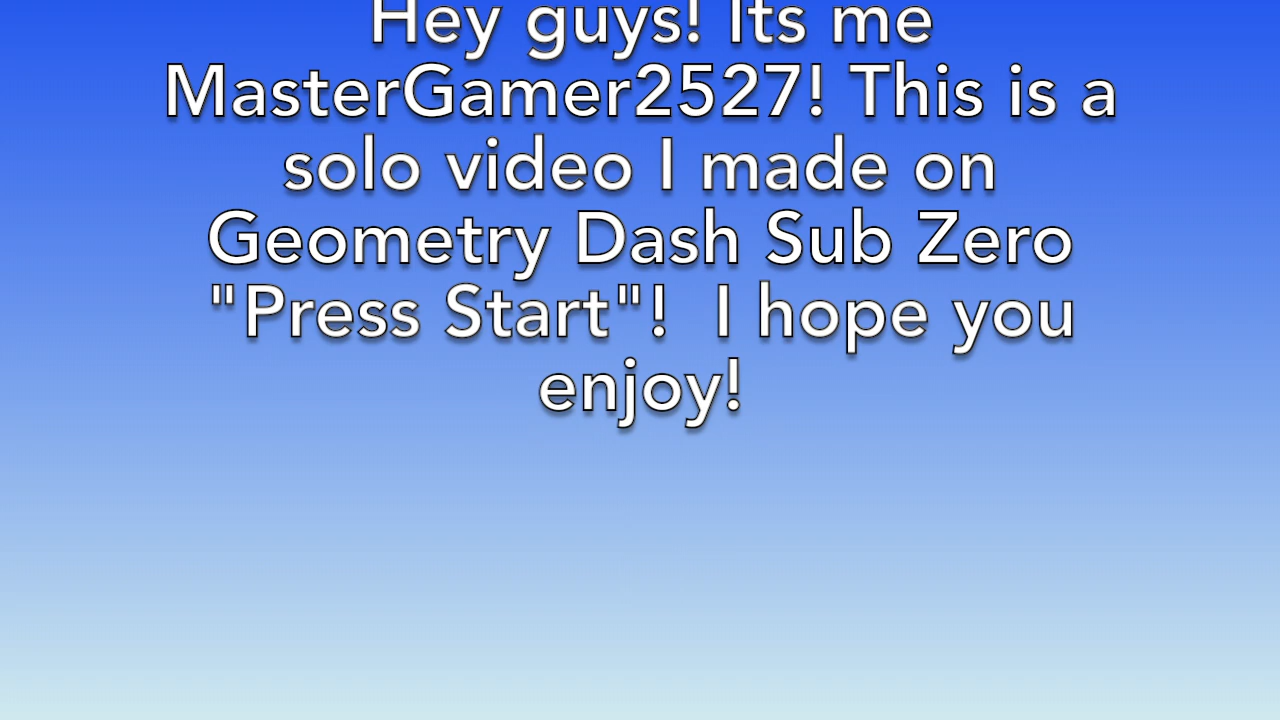 Hey guys! Its me
MasterGamer2527! This is a
solo video I made on
Geometry Dash Sub Zero
"Press Start"!  I hope you
enjoy!